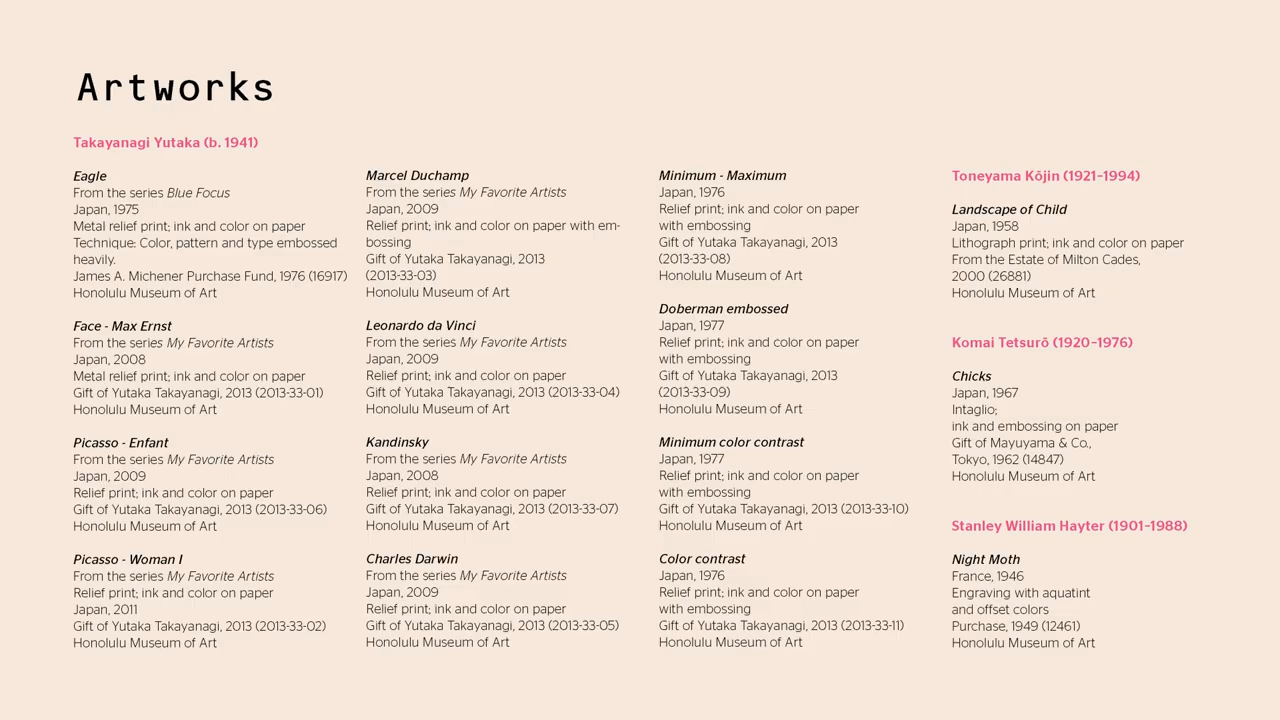 Artworks
Takayanagi Yutaka (b. 1941)
Eagle
From the series Blue Focus
Japan, 1975
Metal relief print; ink and color on paper
Technique: Color, pattern and type embossed
heavily.
James A. Michener Purchase Fund, 1976 (16917)
Honolulu Museum of Art
Face - Max Ernst
From the series My Favorite Artists
Japan, 2008
Metal relief print; ink and color on paper
Gift of Yutaka Takayanagi, 2013 (2013-33-01)
Honolulu Museum of Art
Picasso - Enfant
From the series My Favorite Artists
Japan, 2009
Relief print; ink and color on paper
Gift of Yutaka Takayanagi, 2013 (2013-33-06)
Honolulu Museum of Art
Picasso - Woman I
From the series My Favorite Artists
Relief print; ink and color on paper
Japan, 2011
Gift of Yutaka Takayanagi, 2013 (2013-33-02)
Honolulu Museum of Art
Marcel Duchamp
From the series My Favorite Artists
Japan, 2009
Relief print; ink and color on paper with em-
bossing
Gift of Yutaka Takayanagi, 2013
(2013-33-03)
Honolulu Museum of Art
Leonardo da Vinci
From the series My Favorite Artists
Japan, 2009
Relief print; ink and color on paper
Gift of Yutaka Takayanagi, 2013 (2013-33-04)
Honolulu Museum of Art
Kandinsky
From the series My Favorite Artists
Japan, 2008
Relief print; ink and color on paper
Gift of Yutaka Takayanagi, 2013 (2013-33-07)
Honolulu Museum of Art
Charles Darwin
From the series My Favorite Artists
Japan, 2009
Relief print; ink and color on paper
Gift of Yutaka Takayanagi, 2013 (2013-33-05)
Honolulu Museum of Art
Minimum - Maximum
Japan, 1976
Relief print; ink and color on paper
with embossing
Gift of Yutaka Takayanagi, 2013
(2013-33-08)
Honolulu Museum of Art
Doberman embossed
Japan, 1977
Relief print; ink and color on paper
with embossing
Gift of Yutaka Takayanagi, 2013
(2013-33-09)
Honolulu Museum of Art
Minimum color contrast
Japan, 1977
Relief print; ink and color on paper
with embossing
Gift of Yutaka Takayanagi, 2013 (2013-33-10)
Honolulu Museum of Art
Color contrast
Japan, 1976
Relief print; ink and color on paper
with embossing
Gift of Yutaka Takayanagi, 2013 (2013-33-11)
Honolulu Museum of Art
Toneyama Kōjin (1921-1994)
Landscape of Child
Japan, 1958
Lithograph print; ink and color on paper
From the Estate of Milton Cades,
2000 (26881)
Honolulu Museum of Art
Komai Tetsurō (1920-1976)
Chicks
Japan, 1967
Intaglio;
ink and embossing on paper
Gift of Mayuyama & Co.,
Tokyo, 1962 (14847)
Honolulu Museum of Art
Stanley William Hayter (1901-1988)
Night Moth
France, 1946
Engraving with aquatint
and offset colors
Purchase, 1949 (12461)
Honolulu Museum of Art